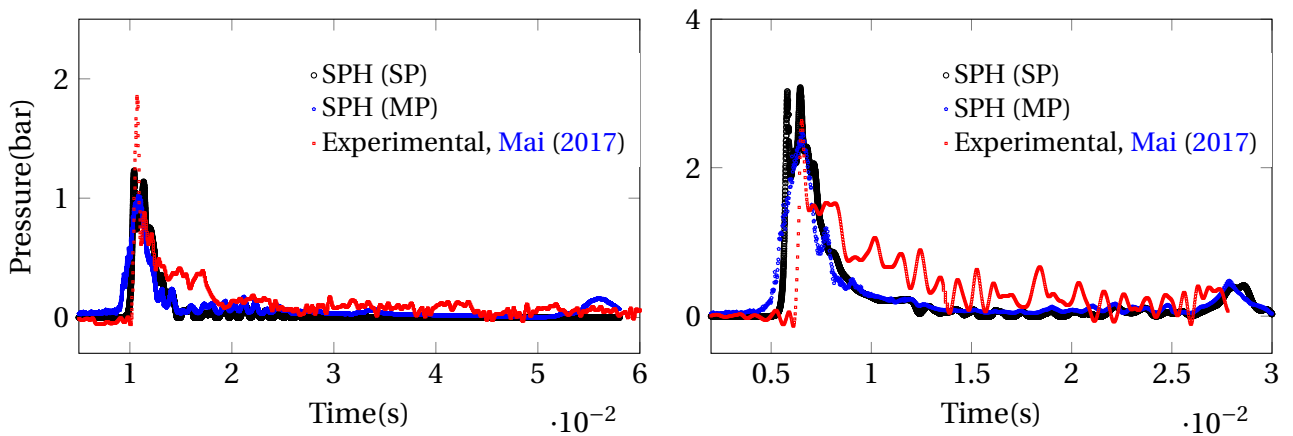 Pressure(bar)
2
1
0
SPH (SP)
SPH (MP)
Experimental, Mai (2017)
1 2 3 4 5 6
Time(s)
·10−2
4
2
0
SPH (SP)
SPH (MP)
Experimental, Mai (2017)
0.5 1 1.5 2 2.5 3
Time(s)
·10−2